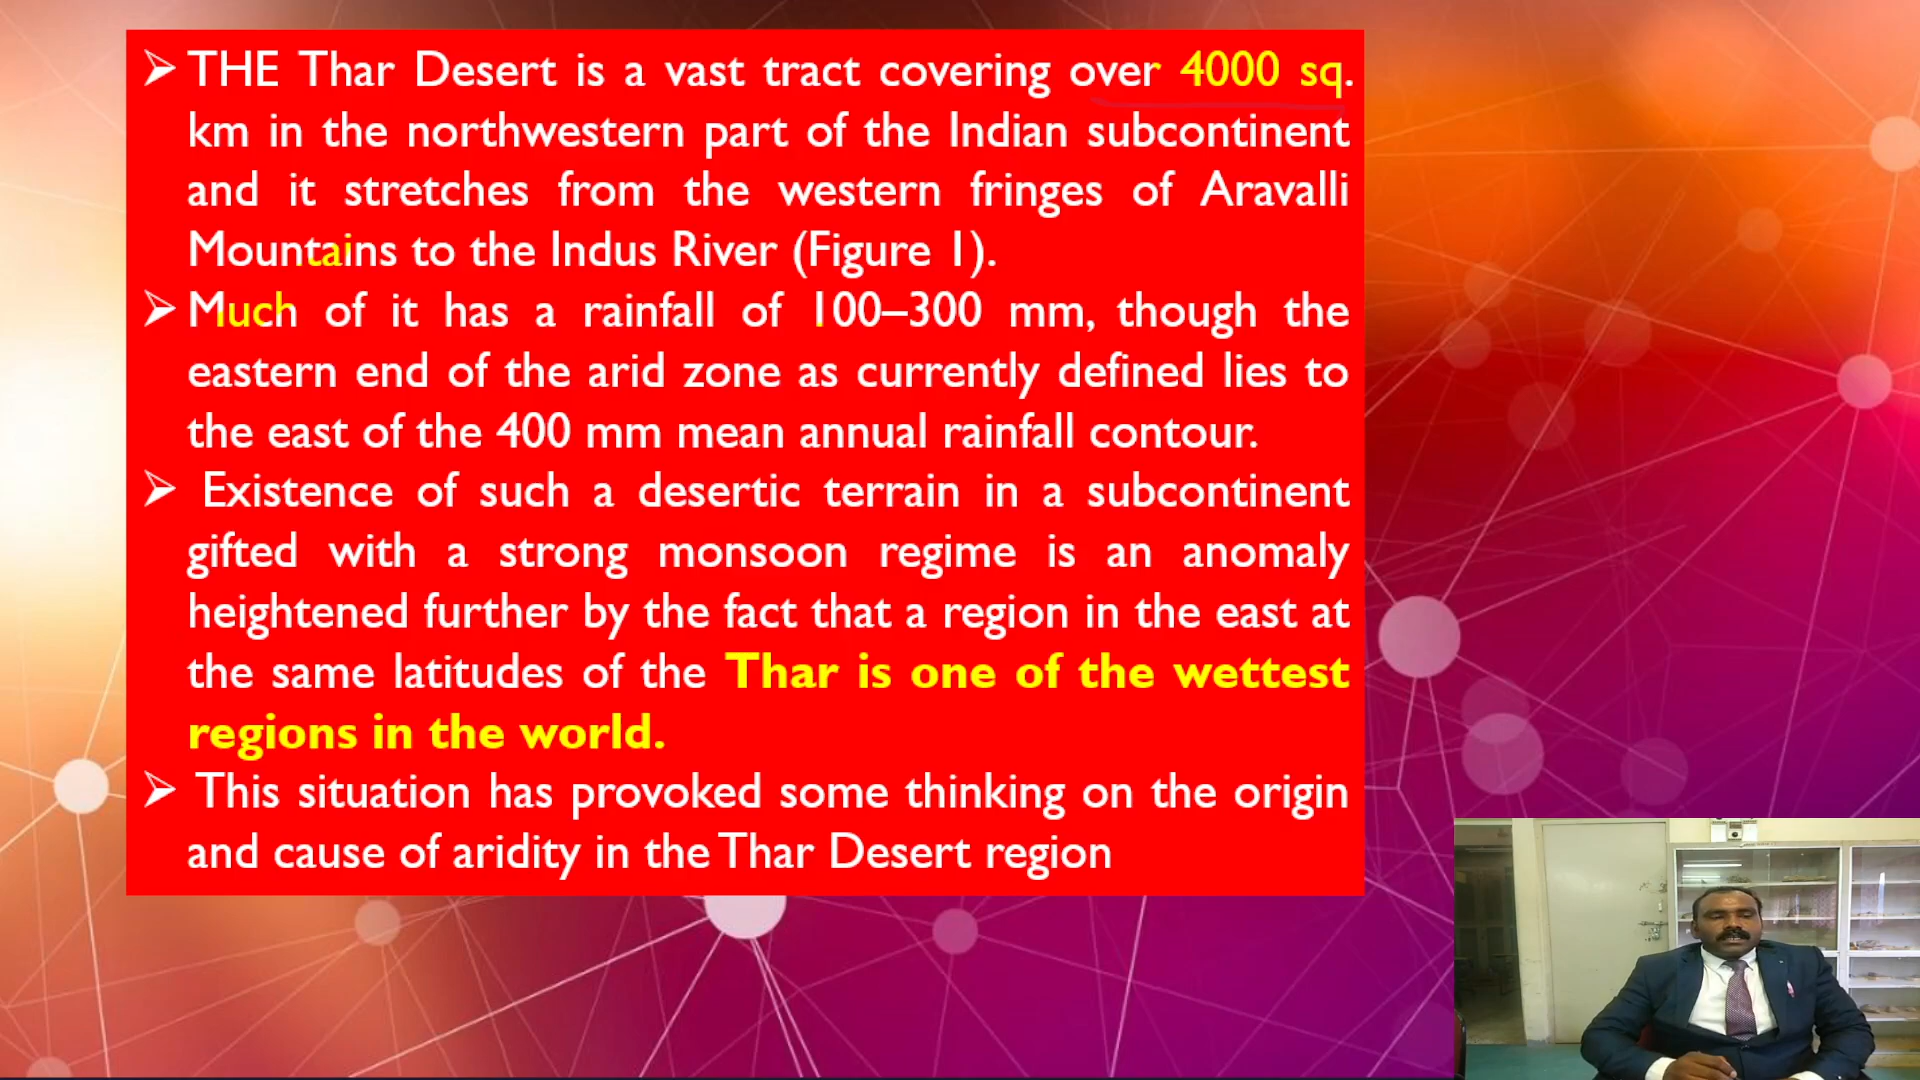 ➢ THE Thar Desert is a vast tract covering over 4000 sq.
km in the northwestern part of the Indian subcontinent
and it stretches from the western fringes of Aravalli
Mountains to the Indus River (Figure 1).
➢ Much of it has a rainfall of 100–300 mm, though the
eastern end of the arid zone as currently defined lies to
the east of the 400 mm mean annual rainfall contour.
➢ Existence of such a desertic terrain in a subcontinent
gifted with a strong monsoon regime is an anomaly
heightened further by the fact that a region in the east at
the same latitudes of the Thar is one of the wettest
regions in the world.
➢ This situation has provoked some thinking on the origin
and cause of aridity in the Thar Desert region